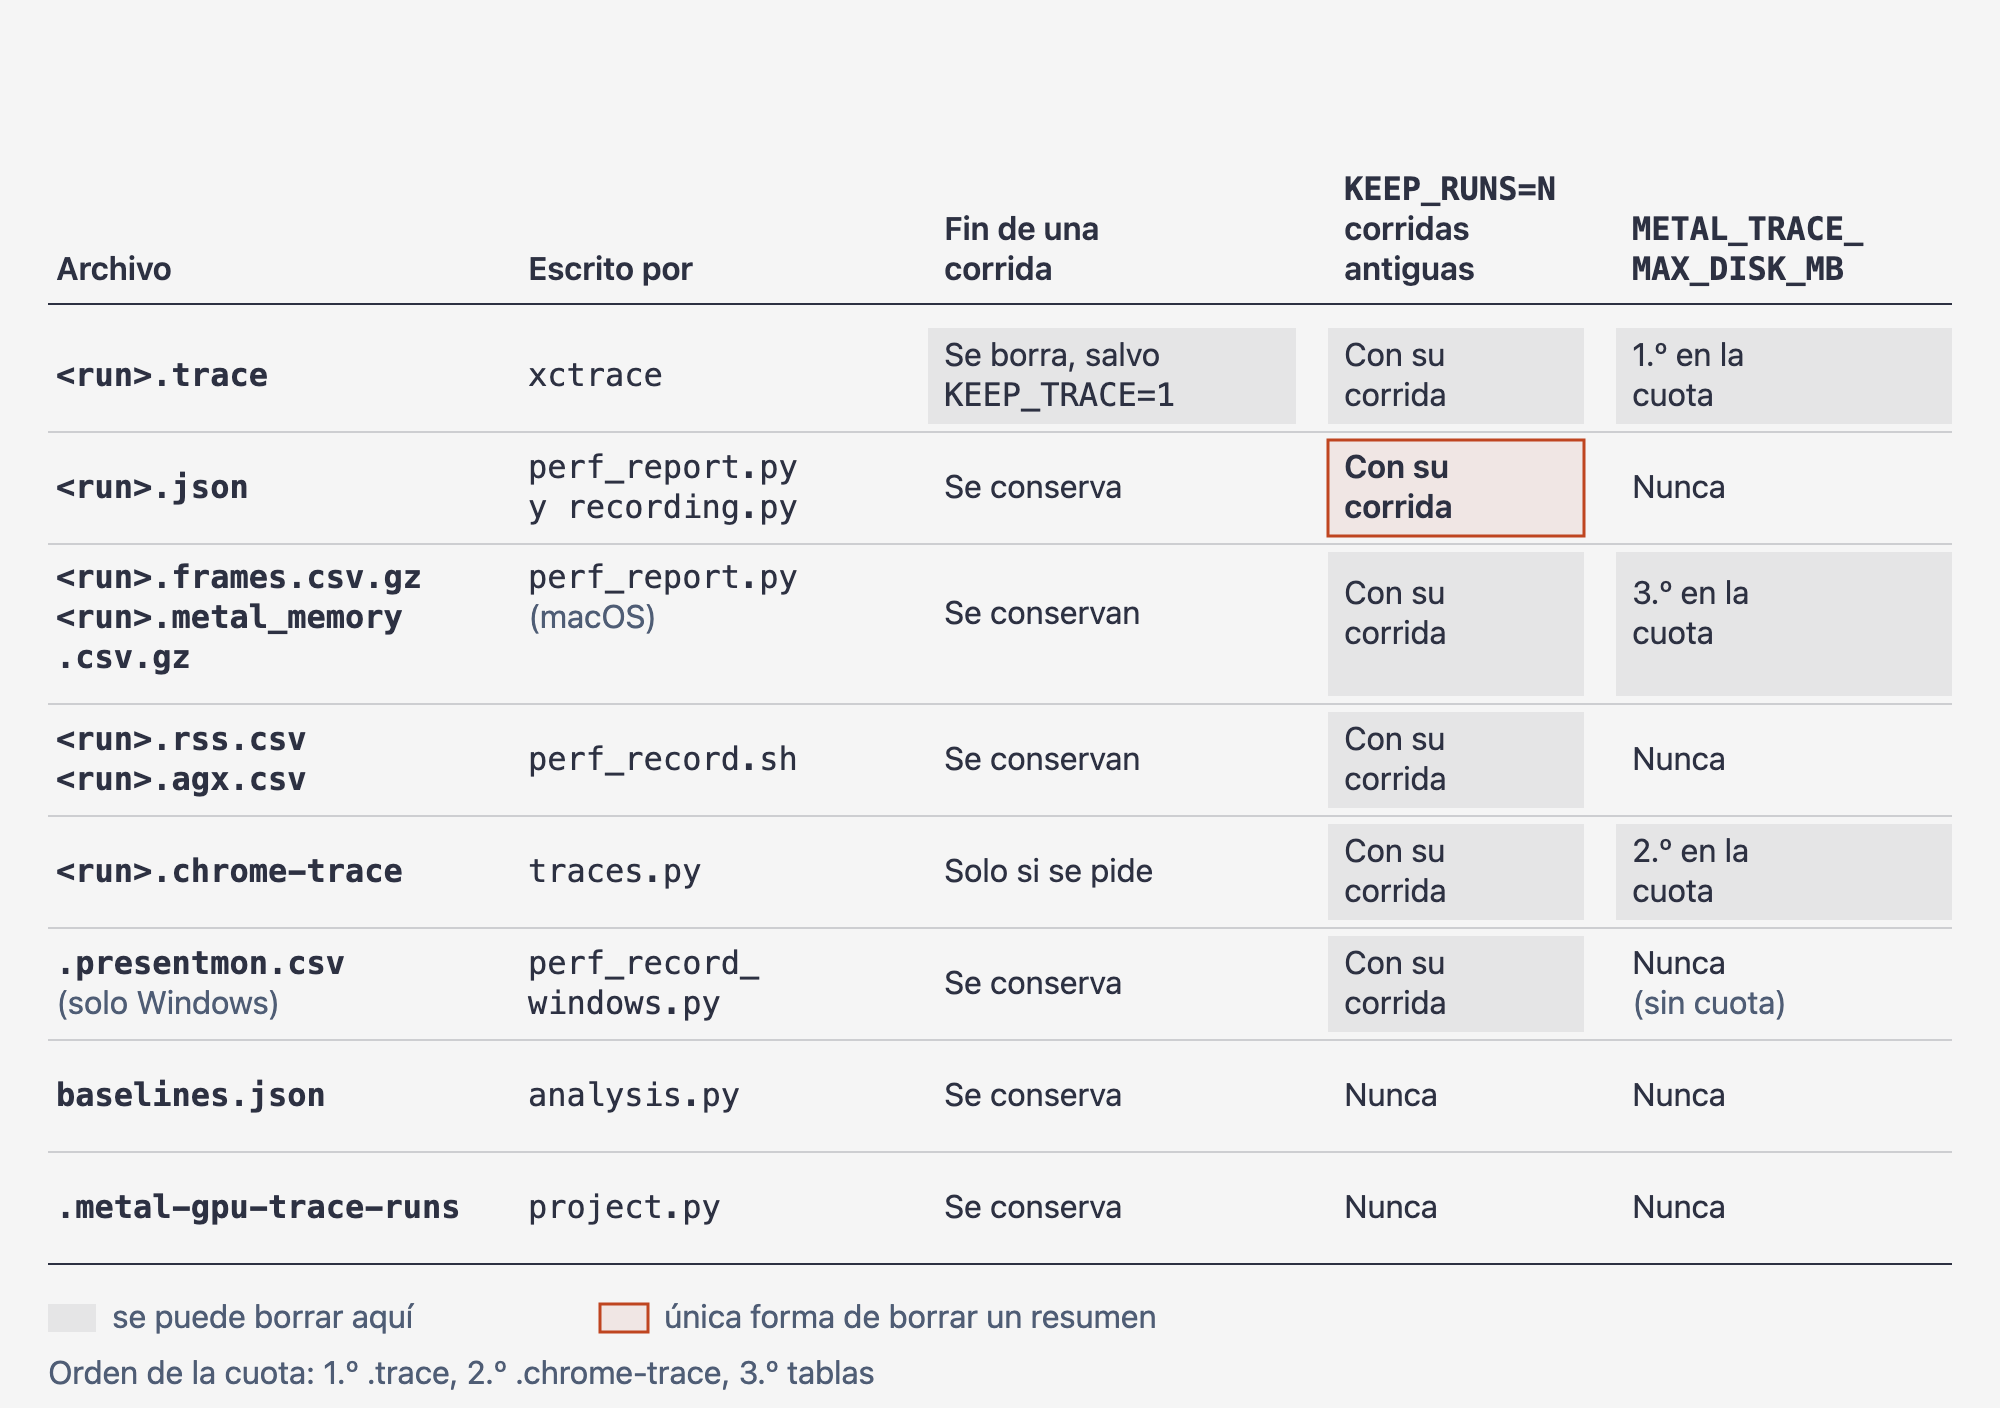 Archivo
Escrito por
Fin de una
corrida
KEEP_RUNS=N
corridas
antiguas
METAL_TRACE_
MAX_DISK_MB
<run>.trace
xctrace
Se borra, salvo
KEEP_TRACE=1
Con su
corrida
1.º en la
cuota
<run>.json
perf_report.py
y recording.py
Se conserva
Con su
corrida
Nunca
<run>.frames.csv.gz
<run>.metal_memory
.csv.gz
perf_report.py
(macOS)
Se conservan
Con su
corrida
3.º en la
cuota
<run>.rss.csv
<run>.agx.csv
perf_record.sh
Se conservan
Con su
corrida
Nunca
<run>.chrome-trace
traces.py
Solo si se pide
Con su
corrida
2.º en la
cuota
.presentmon.csv
(solo Windows)
perf_record_
windows.py
Se conserva
Con su
corrida
Nunca
(sin cuota)
baselines.json
analysis.py
Se conserva
Nunca
Nunca
.metal-gpu-trace-runs
project.py
Se conserva
Nunca
Nunca
se puede borrar aquí
única forma de borrar un resumen
Orden de la cuota: 1.º .trace, 2.º .chrome-trace, 3.º tablas